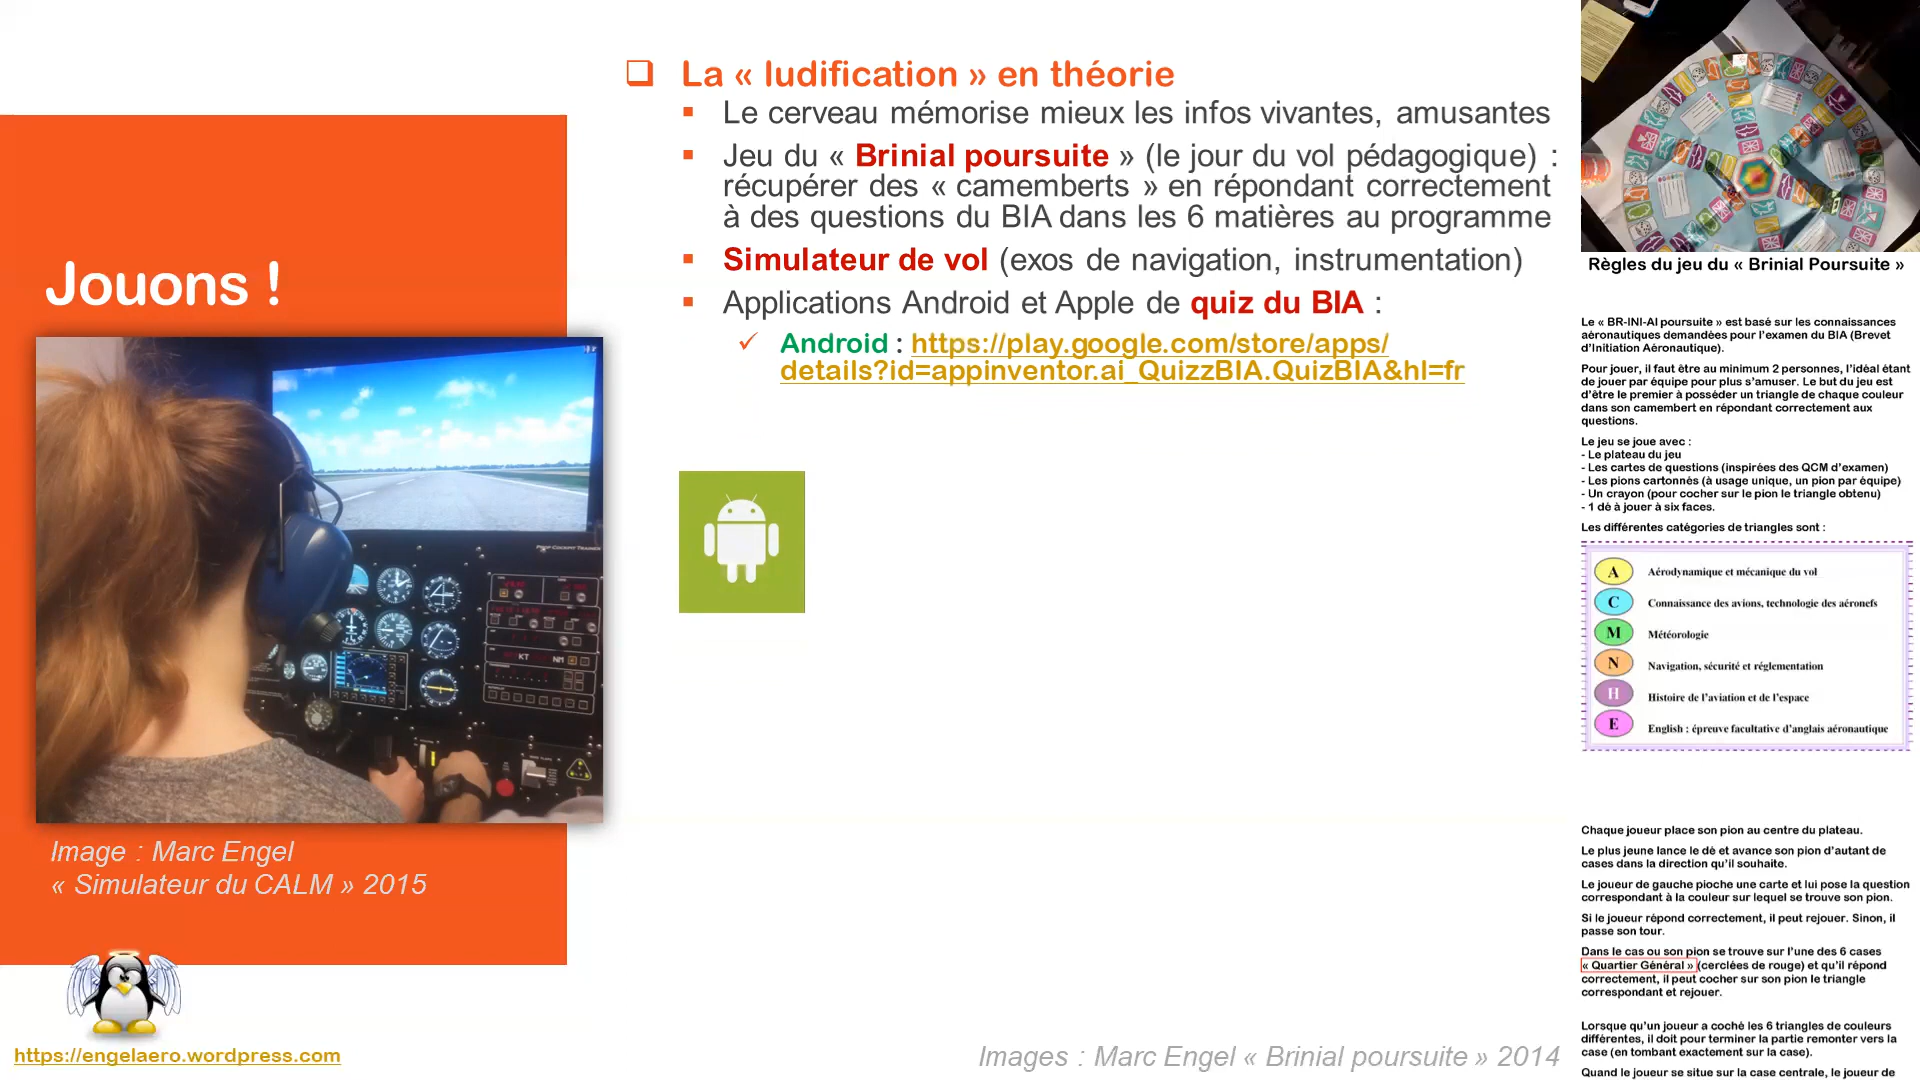 Jouons !
Image : Marc Engel
« Simulateur du CALM » 2015
https://engelaero.wordpress.com
La « ludification » en théorie
Le cerveau mémorise mieux les infos vivantes, amusantes
Jeu du « Brinial poursuite » (le jour du vol pédagogique) :
récupérer des « camemberts » en répondant correctement
à des questions du BIA dans les 6 matières au programme
Simulateur de vol (exos de navigation, instrumentation)
Applications Android et Apple de quiz du BIA :
Android : https://play.google.com/store/apps/
details?id=appinventor.ai_QuizzBIA.QuizBIA&hl=fr
Images : Marc Engel « Brinial poursuite » 2014
Règles du jeu du « Brinial Poursuite »
Le « BR-INI-AI poursuite » est basé sur les connaissances
aéronautiques demandées pour l'examen du BIA (Brevet
d'Initiation Aéronautique).
Pour jouer, il faut être au minimum 2 personnes, l'idéal étant
de jouer par équipe pour plus s'amuser. Le but du jeu est
d'être le premier à posséder un triangle de chaque couleur
dans son camembert en répondant correctement aux
questions.
Le jeu se joue avec :
- Le plateau du jeu
- Les cartes de questions (inspirées des QCM d'examen)
- Les pions cartonnés (à usage unique, un pion par équipe)
- Un crayon (pour cocher sur le pion le triangle obtenu)
- 1 dé à jouer à six faces.
Les différentes catégories de triangles sont :
A Aérodynamique et mécanique du vol
C Connaissance des avions, technologie des aéronefs
M Météorologie
N Navigation, sécurité et réglementation
H Histoire de l'aviation et de l'espace
E English : épreuve facultative d'anglais aéronautique
Chaque joueur place son pion au centre du plateau.
Le plus jeune lance le dé et avance son pion d'autant de
cases dans la direction qu'il souhaite.
Le joueur de gauche pioche une carte et lui pose la question
correspondant à la couleur sur lequel se trouve son pion.
Si le joueur répond correctement, il peut rejouer. Sinon, il
passe son tour.
Dans le cas ou son pion se trouve sur l'une des 6 cases
« Quartier Général » (cerclées de rouge) et qu'il répond
correctement, il peut cocher sur son pion le triangle
correspondant et rejouer.
Lorsque qu'un joueur a coché les 6 triangles de couleurs
différentes, il doit pour terminer la partie remonter vers la
case (en tombant exactement sur la case).
Quand le joueur se situe sur la case centrale, le joueur de